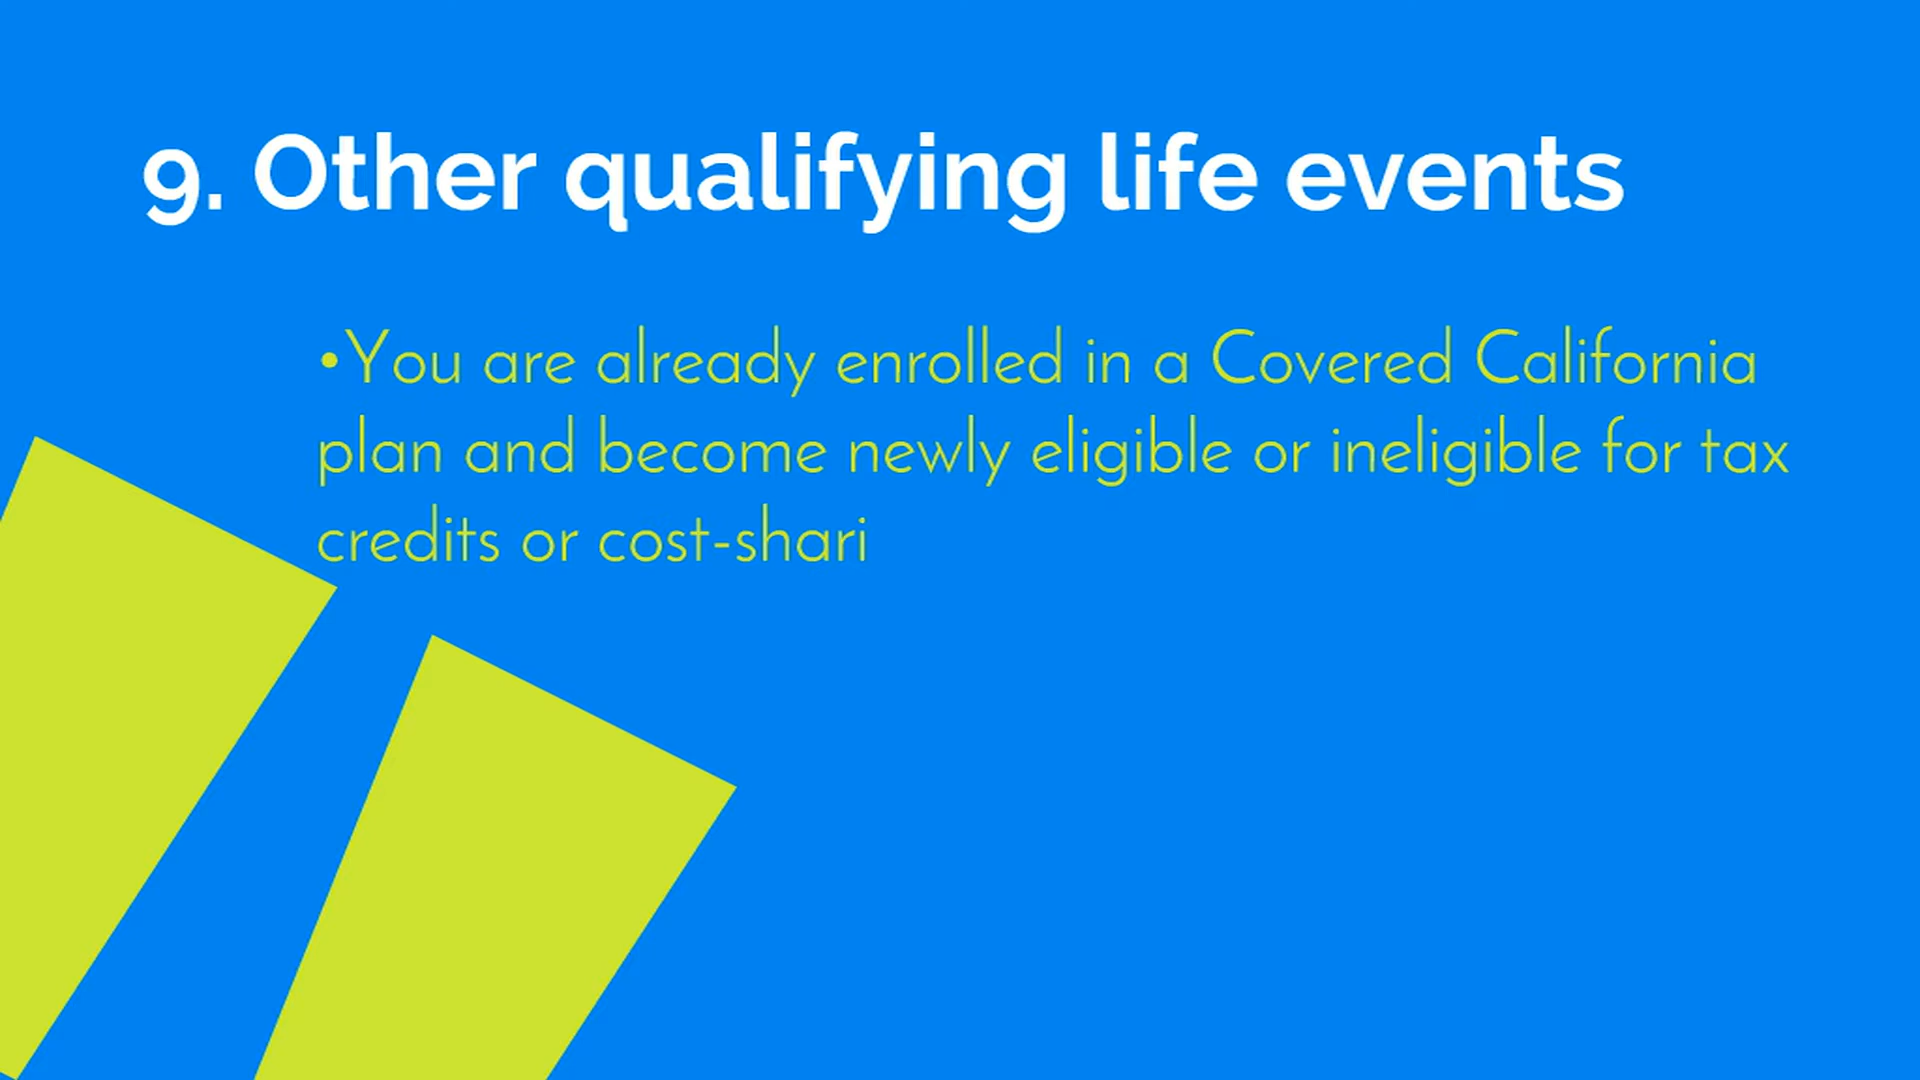 9. Other qualifying life events
•You are already enrolled in a Covered California
plan and become newly eligible or ineligible for tax
credits or cost-shari